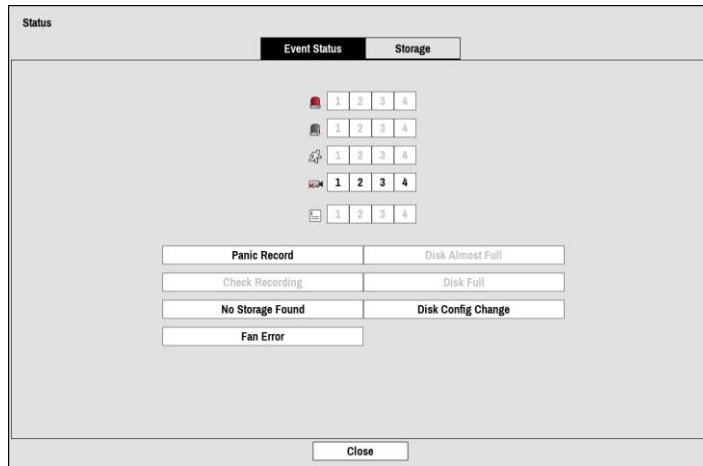 Status
Event Status Storage
1 2 3 4
1 2 3 4
1 2 3 4
1 2 3 4
1 2 3 4
Panic Record Disk Almost Full
Check Recording Disk Full
No Storage Found Disk Config Change
Fan Error
Close